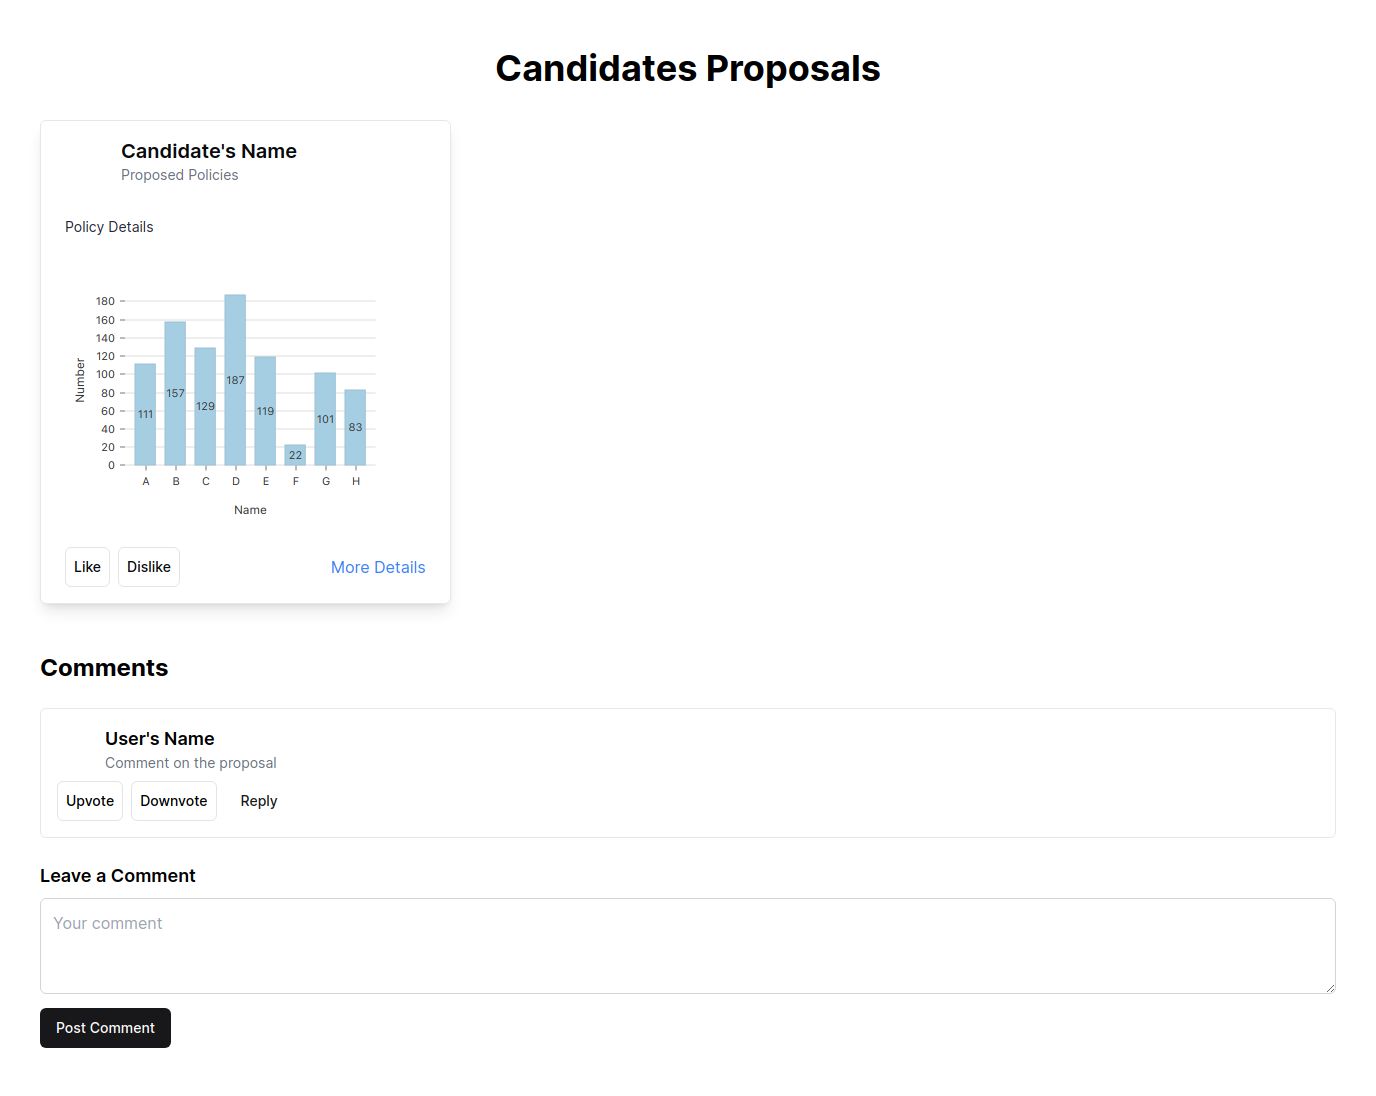 Candidates Proposals
Candidate's Name
Proposed Policies
Policy Details
180
160
140
120
100
80
60
40
20
0
Number
111
157
129
187
119
22
101
83
A B C D E F G H
Name
Like Dislike More Details
Comments
User's Name
Comment on the proposal
Upvote Downvote Reply
Leave a Comment
Your comment
Post Comment